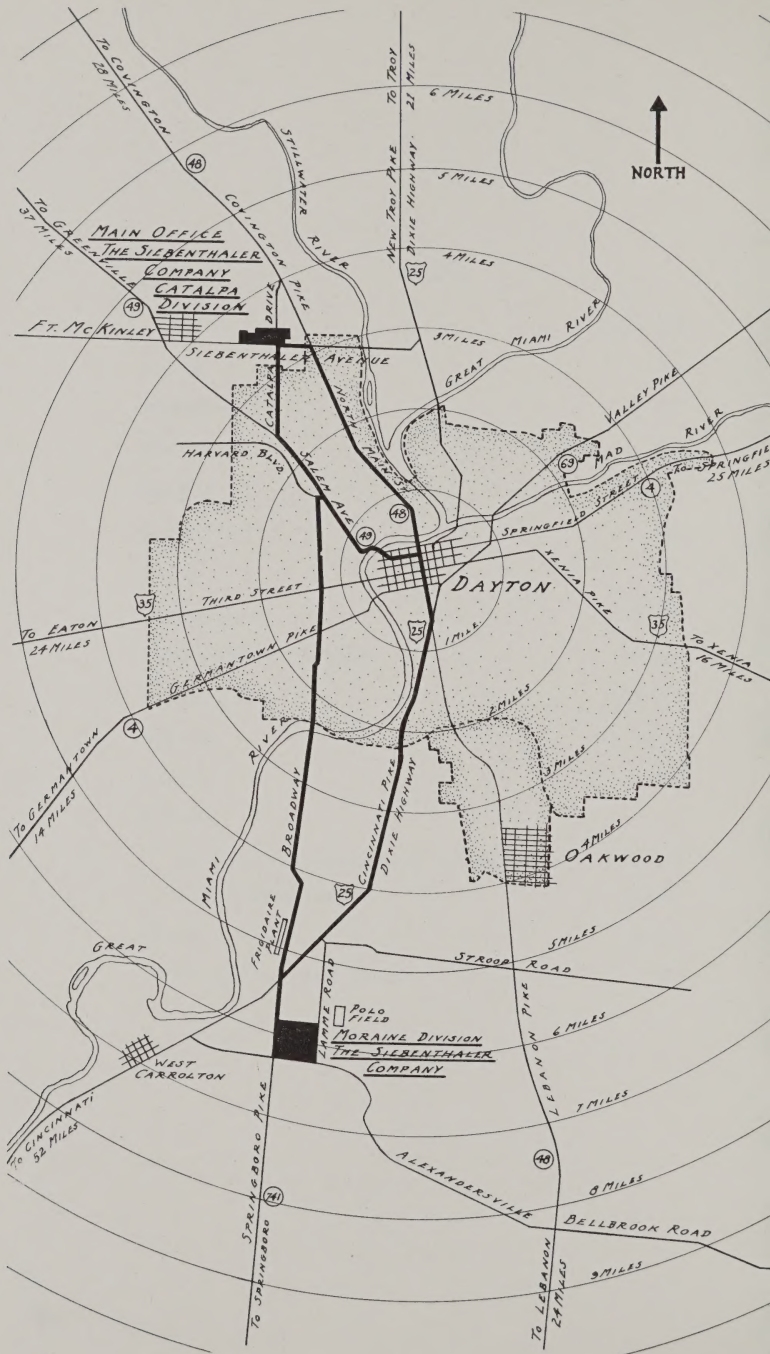 TO COVINGTON
28 MILES
48
COVINGTON PIKE
STILLWATER
RIVER
NEW TROY PIKE TO TROY
DIXIE HIGHWAY. 21 MILES
25
6 MILES
5 MILES
4 MILES
3 MILES
NORTH
TO GREENVILLE
37 MILES
49
MAIN OFFICE
THE SIEBENTHALER
COMPANY
CATALPA
DIVISION
FT. MCKINLEY
CATALPA DRIVE
SIEBENTHALER AVENUE
GREAT MIAMI RIVER
VALLEY PIKE
69
MAD RIVER
TO SPRINGFIE
25 MILES
4
SPRINGFIELD STREET
HARVARD BLVD.
SALEM AVE
49
NORTH MAIN ST.
48
DAYTON
XENIA PIKE
35
TO XENIA
16 MILES
35
THIRD STREET
TO EATON
24 MILES
25
1 MILE.
GERMANTOWN PIKE
4
TO GERMANTOWN
14 MILES
2 MILES
3 MILES
4 MILES
OAKWOOD
GREAT MIAMI RIVER
BROADWAY
CINCINNATI PIKE
DIXIE HIGHWAY
25
FRIGIDAIRE
PLANT
5 MILES
STROOP ROAD
LAMME ROAD
POLO
FIELD
6 MILES
MORAINE DIVISION
THE SIEBENTHALER
COMPANY
WEST
CARROLTON
TO CINCINNATI
52 MILES
LEBANON PIKE
7 MILES
48
8 MILES
ALEXANDERSVILLE BELLBROOK ROAD
9 MILES
SPRINGBORO PIKE
741
TO SPRINGBORO
TO LEBANON
24 MILES